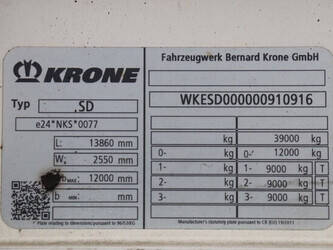 KRONE
Fahrzeugwerk Bernard Krone GmbH
Typ .SD
WKESD000000910916
e24*NKS*0077
L: 13860 mm
W: 2550 mm
MAX: 12000 mm
b MIN: mm
kg 39000 kg
0- kg 0- 12000 kg
1- kg 1- 9000 kg T
2- kg 2- 9000 kg T
3- kg 3- 9000 kg T